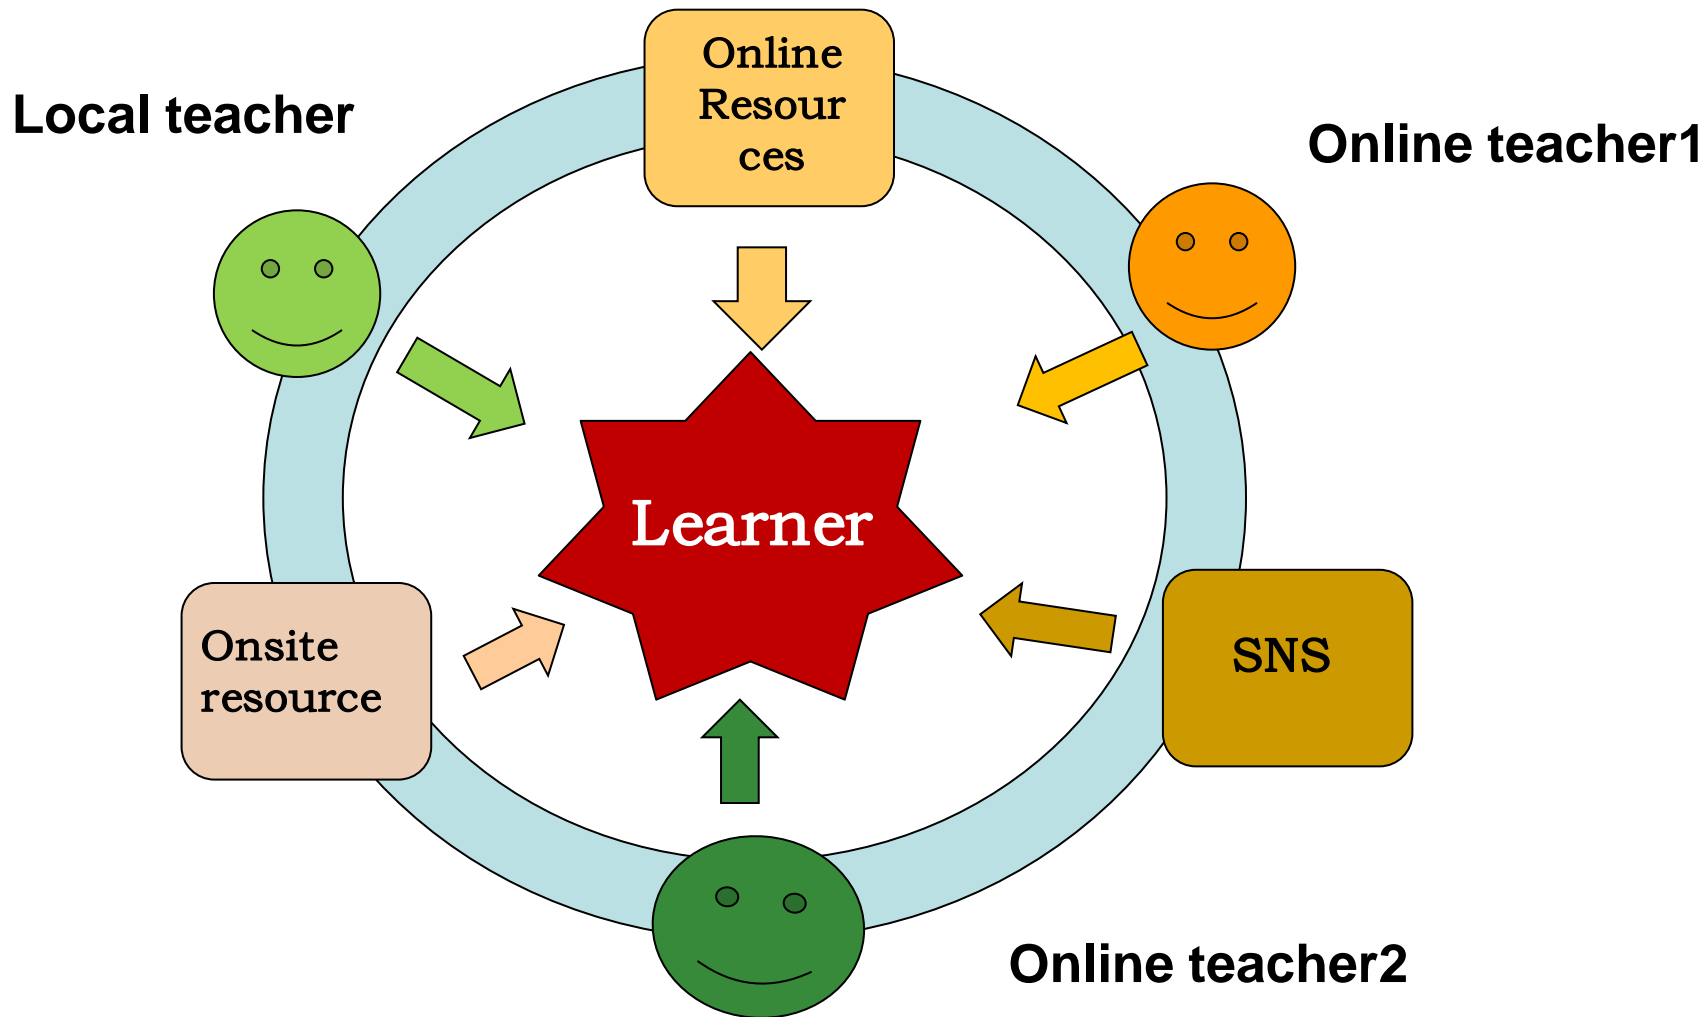 Online
Resour
ces
Local teacher
Online teacher1
Learner
Onsite
resource
SNS
Online teacher2